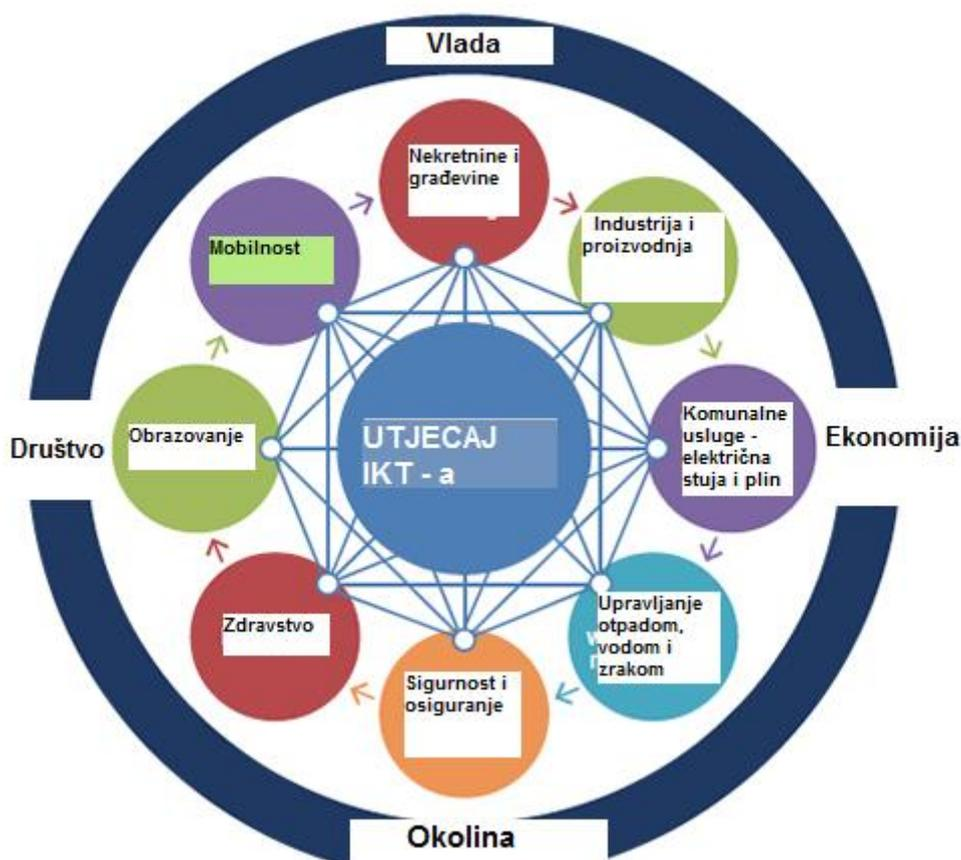 Vlada
Nekretnine i
građevine
Industrija i
proizvodnja
Mobilnost
Komunalne
usluge -
električna
stuja i plin
Ekonomija
Društvo
Obrazovanje
UTJECAJ
IKT - a
Upravljanje
otpadom,
vodom i
zrakom
Zdravstvo
Sigurnost i
osiguranje
Okolina